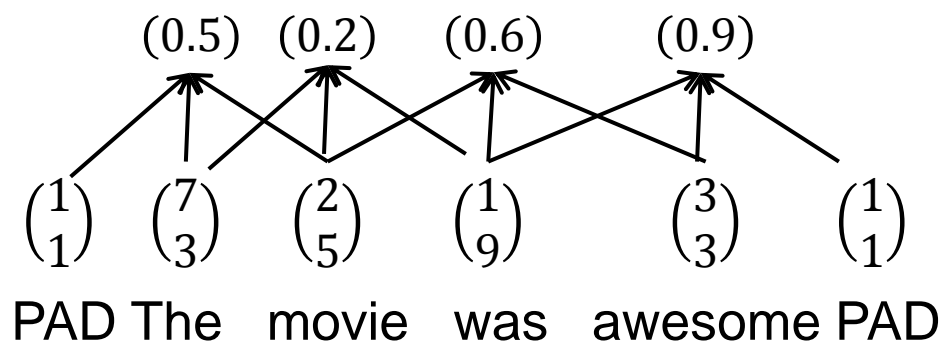 (0.5) (0.2) (0.6) (0.9)
(1 1) (7 3) (2 5) (1 9) (3 3) (1 1)
PAD The movie was awesome PAD